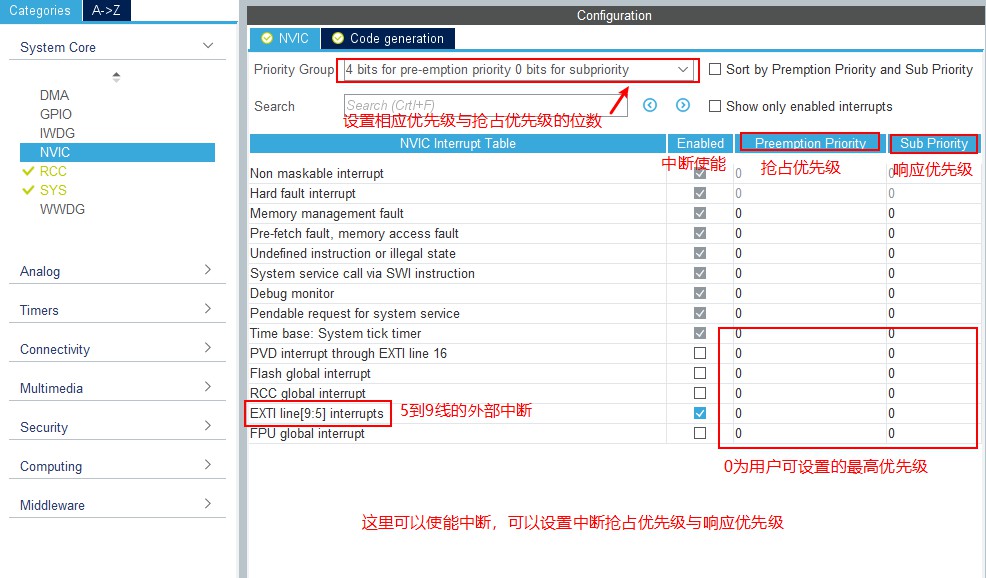 Categories A->Z
Configuration
System Core
DMA
GPIO
IWDG
NVIC
RCC
SYS
WWDG
Analog
Timers
Connectivity
Multimedia
Security
Computing
Middleware
NVIC Code generation
Priority Group 4 bits for pre-emption priority 0 bits for subpriority Sort by Premption Priority and Sub Priority
Search Search (CrtI+F) Show only enabled interrupts
设置相应优先级与抢占优先级的位数
NVIC Interrupt Table Enabled Preemption Priority Sub Priority
中断使能 抢占优先级 响应优先级
Non maskable interrupt 0 0
Hard fault interrupt 0 0
Memory management fault 0 0
Pre-fetch fault, memory access fault 0 0
Undefined instruction or illegal state 0 0
System service call via SWI instruction 0 0
Debug monitor 0 0
Pendable request for system service 0 0
Time base: System tick timer 0 0
PVD interrupt through EXTI line 16 0 0
Flash global interrupt 0 0
RCC global interrupt 0 0
EXTI line[9:5] interrupts 5到9线的外部中断 0 0
FPU global interrupt 0 0
0为用户可设置的最高优先级
这里可以使能中断，可以设置中断抢占优先级与响应优先级